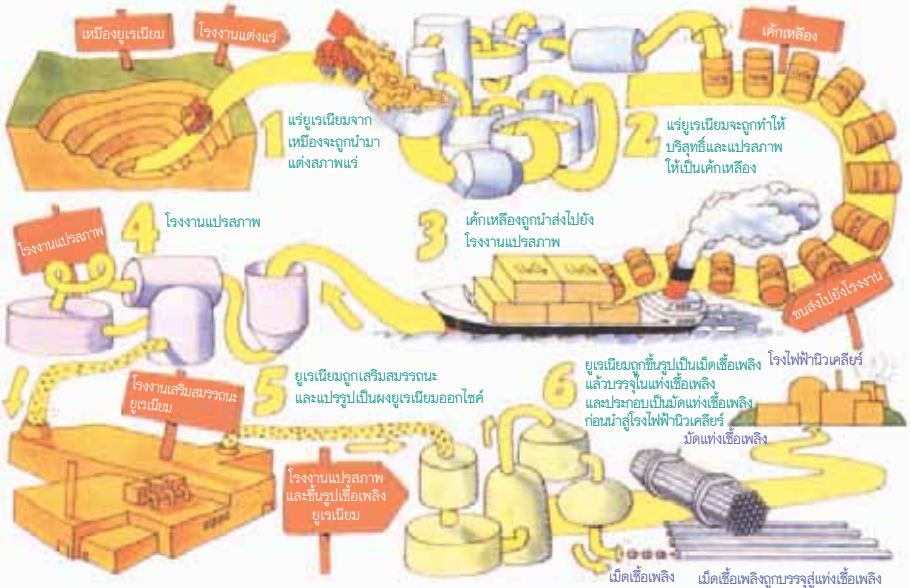 เหมืองยูเรเนียม
โรงงานแต่งแร่
เค้กเหลือง
1
แร่ยูเรเนียมจาก
เหมืองจะถูกนำมา
แต่งสภาพแร่
2
แร่ยูเรเนียมจะถูกทำให้
บริสุทธิ์และแปรสภาพ
ให้เป็นเค้กเหลือง
3
เค้กเหลืองถูกนำส่งไปยัง
โรงงานแปรสภาพ
ขนส่งไปยังโรงงาน
4
โรงงานแปรสภาพ
โรงงานแปรสภาพ
5
ยูเรเนียมถูกเสริมสมรรถนะ
และแปรรูปเป็นผงยูเรเนียมออกไซด์
โรงงานเสริมสมรรถนะ
ยูเรเนียม
โรงงานแปรสภาพ
และขึ้นรูปเชื้อเพลิง
ยูเรเนียม
6
ยูเรเนียมถูกขึ้นรูปเป็นเม็ดเชื้อเพลิง
แล้วบรรจุในแท่งเชื้อเพลิง
และประกอบเป็นมัดแท่งเชื้อเพลิง
ก่อนนำสู่โรงไฟฟ้านิวเคลียร์
โรงไฟฟ้านิวเคลียร์
มัดแท่งเชื้อเพลิง
เม็ดเชื้อเพลิง
เม็ดเชื้อเพลิงถูกบรรจุสู่แท่งเชื้อเพลิง